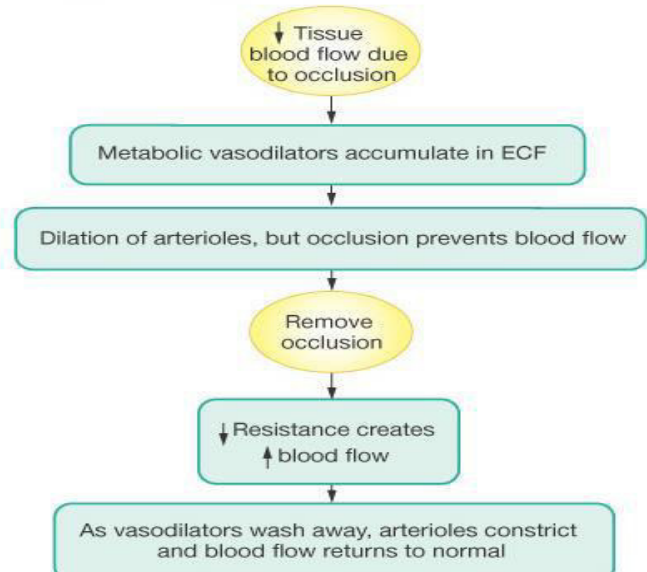 ↓ Tissue
blood flow due
to occlusion
Metabolic vasodilators accumulate in ECF
Dilation of arterioles, but occlusion prevents blood flow
Remove
occlusion
↓ Resistance creates
↑ blood flow
As vasodilators wash away, arterioles constrict
and blood flow returns to normal